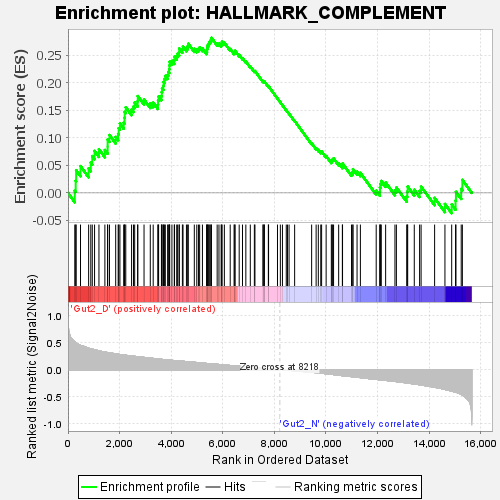 Enrichment plot: HALLMARK_COMPLEMENT
Enrichment score (ES)
0.25
0.20
0.15
0.10
0.05
0.00
-0.05
'Gut2_D' (positively correlated)
Ranked list metric (Signal2Noise)
1.0
0.5
0.0
-0.5
-1.0
Zero cross at 8218
'Gut2_N' (negatively correlated)
0
2,000
4,000
6,000
8,000
10,000
12,000
14,000
16,000
Rank in Ordered Dataset
Enrichment profile
Hits
Ranking metric scores